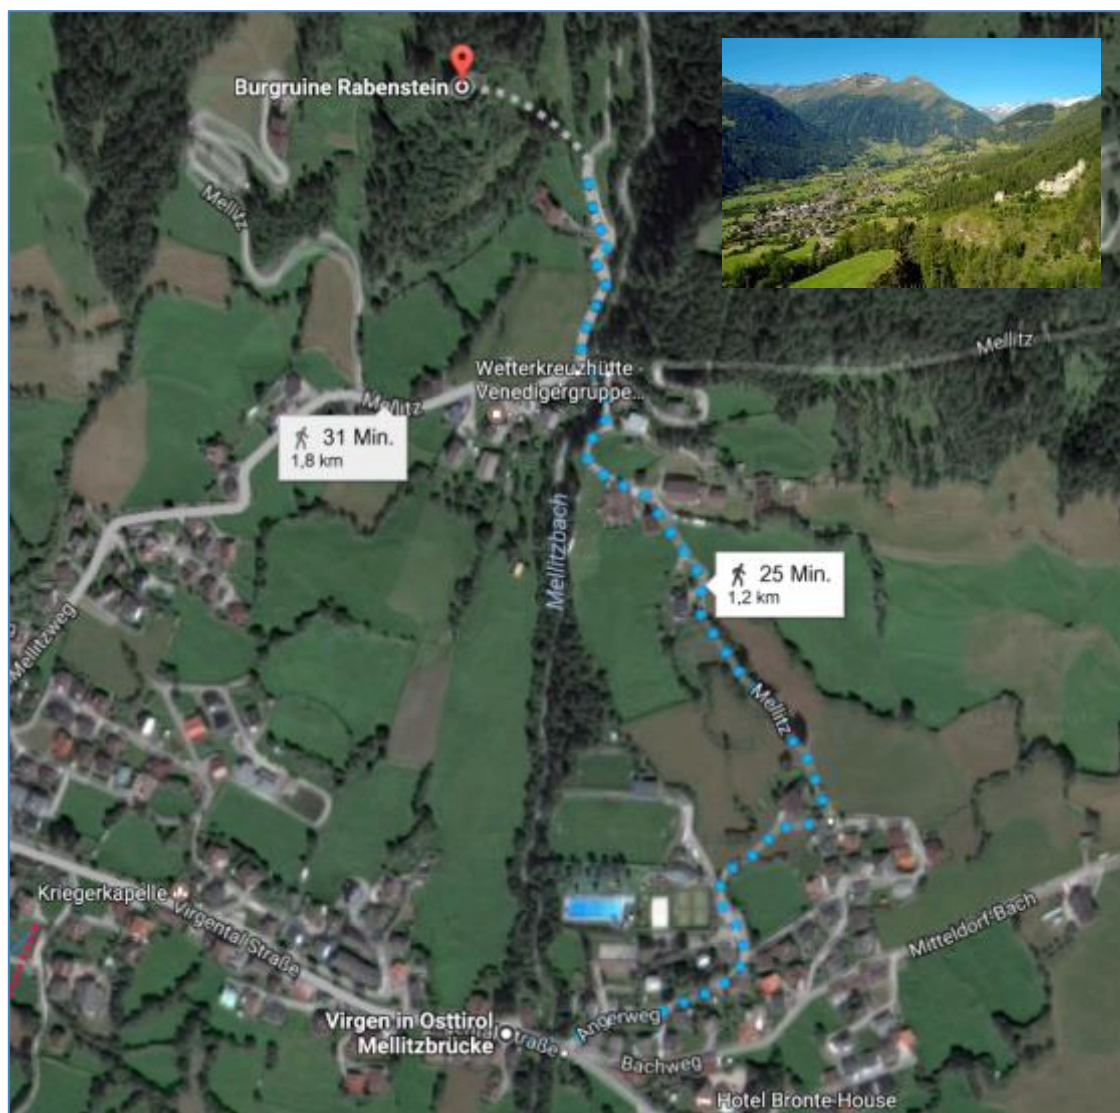 Burgruine Rabenstein
Mellitz
Mellitz
Wetterkreuzhütte -
Venedigergruppe...
Mellitz
31 Min.
1,8 km
Mellitzbach
25 Min.
1,2 km
Mellitzweg
Mellitz
Kriegerkapelle
Virgental Straße
Mitteldorf-Bach
Virgen in Osttirol
Mellitzbrücke
traße
Angerweg
Bachweg
Hotel Bronte House